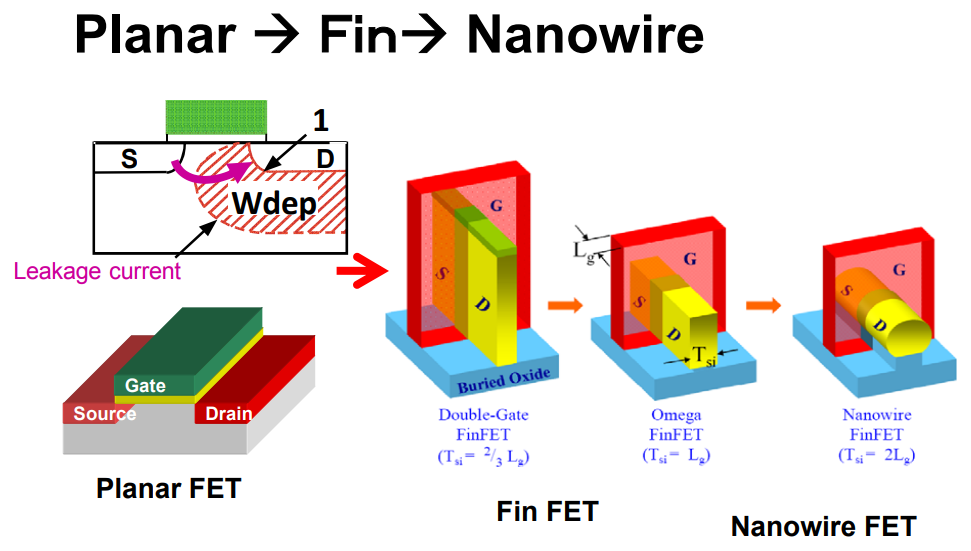 Planar → Fin→ Nanowire
1
S
D
Wdep
Leakage current
G
S
D
Buried Oxide
Double-Gate
FinFET
(Tsi= 2/3 Lg)
Lg
G
S
D
Tsi
Omega
FinFET
(Tsi= Lg)
G
S
D
Nanowire
FinFET
(Tsi= 2Lg)
Gate
Source
Drain
Planar FET
Fin FET
Nanowire FET